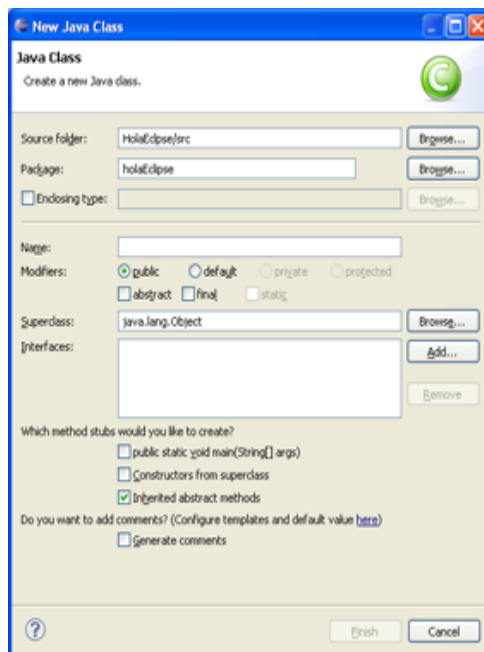 New Java Class
Java Class
Create a new Java class.
Source folder: HolaEclipse/src Browse...
Package: holaEclipse Browse...
Enclosing type: Browse...
Name:
Modifiers: public default private protected
abstract final static
Superclass: java.lang.Object Browse...
Interfaces: Add...
Remove
Which method stubs would you like to create?
public static void main(String[] args)
Constructors from superclass
Inherited abstract methods
Do you want to add comments? (Configure templates and default value here)
Generate comments
Finish Cancel